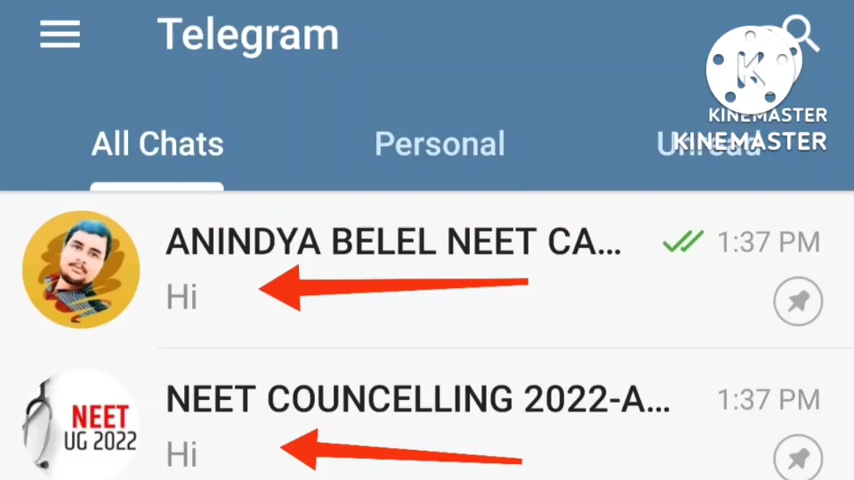 Telegram
KINEMASTER
KINEMASTER
All Chats
Personal
Unread
ANINDYA BELEL NEET CA...
1:37 PM
Hi
NEET COUNCELLING 2022-A...
1:37 PM
NEET
UG 2022
Hi